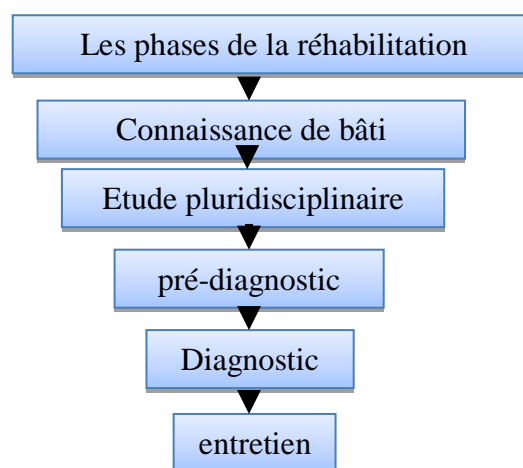 Les phases de la réhabilitation
Connaissance de bâti
Etude pluridisciplinaire
pré-diagnostic
Diagnostic
entretien